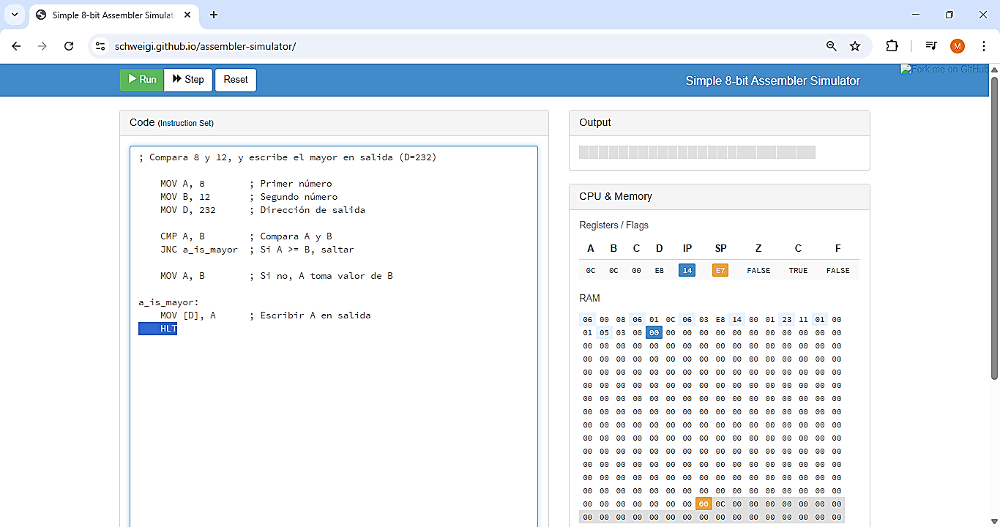 Simple 8-bit Assembler Simulat
schweigi.github.io/assembler-simulator/
M
Run
Step
Reset
Simple 8-bit Assembler Simulator
Fork me on GitHub
Code (Instruction Set)
; Compara 8 y 12, y escribe el mayor en salida (D=232)
MOV A, 8 ; Primer número
MOV B, 12 ; Segundo número
MOV D, 232 ; Dirección de salida
CMP A, B ; Compara A y B
JNC a_is_mayor ; Si A >= B, saltar
MOV A, B ; Si no, A toma valor de B
a_is_mayor:
MOV [D], A ; Escribir A en salida
HLT
Output
CPU & Memory
Registers / Flags
A B C D IP SP Z C F
0C 0C 00 E8 14 E7 FALSE TRUE FALSE
RAM
06 00 08 06 01 0C 06 03 E8 14 00 01 23 11 01 00
01 05 03 00 00 00 00 00 00 00 00 00 00 00 00 00
00 00 00 00 00 00 00 00 00 00 00 00 00 00 00 00
00 00 00 00 00 00 00 00 00 00 00 00 00 00 00 00
00 00 00 00 00 00 00 00 00 00 00 00 00 00 00 00
00 00 00 00 00 00 00 00 00 00 00 00 00 00 00 00
00 00 00 00 00 00 00 00 00 00 00 00 00 00 00 00
00 00 00 00 00 00 00 00 00 00 00 00 00 00 00 00
00 00 00 00 00 00 00 00 00 00 00 00 00 00 00 00
00 00 00 00 00 00 00 00 00 00 00 00 00 00 00 00
00 00 00 00 00 00 00 00 00 00 00 00 00 00 00 00
00 00 00 00 00 00 00 00 00 00 00 00 00 00 00 00
00 00 00 00 00 00 00 00 00 00 00 00 00 00 00 00
00 00 00 00 00 00 00 00 00 00 00 00 00 00 00 00
00 00 00 00 00 00 00 00 0C 00 00 00 00 00 00 00
00 00 00 00 00 00 00 00 00 00 00 00 00 00 00 00